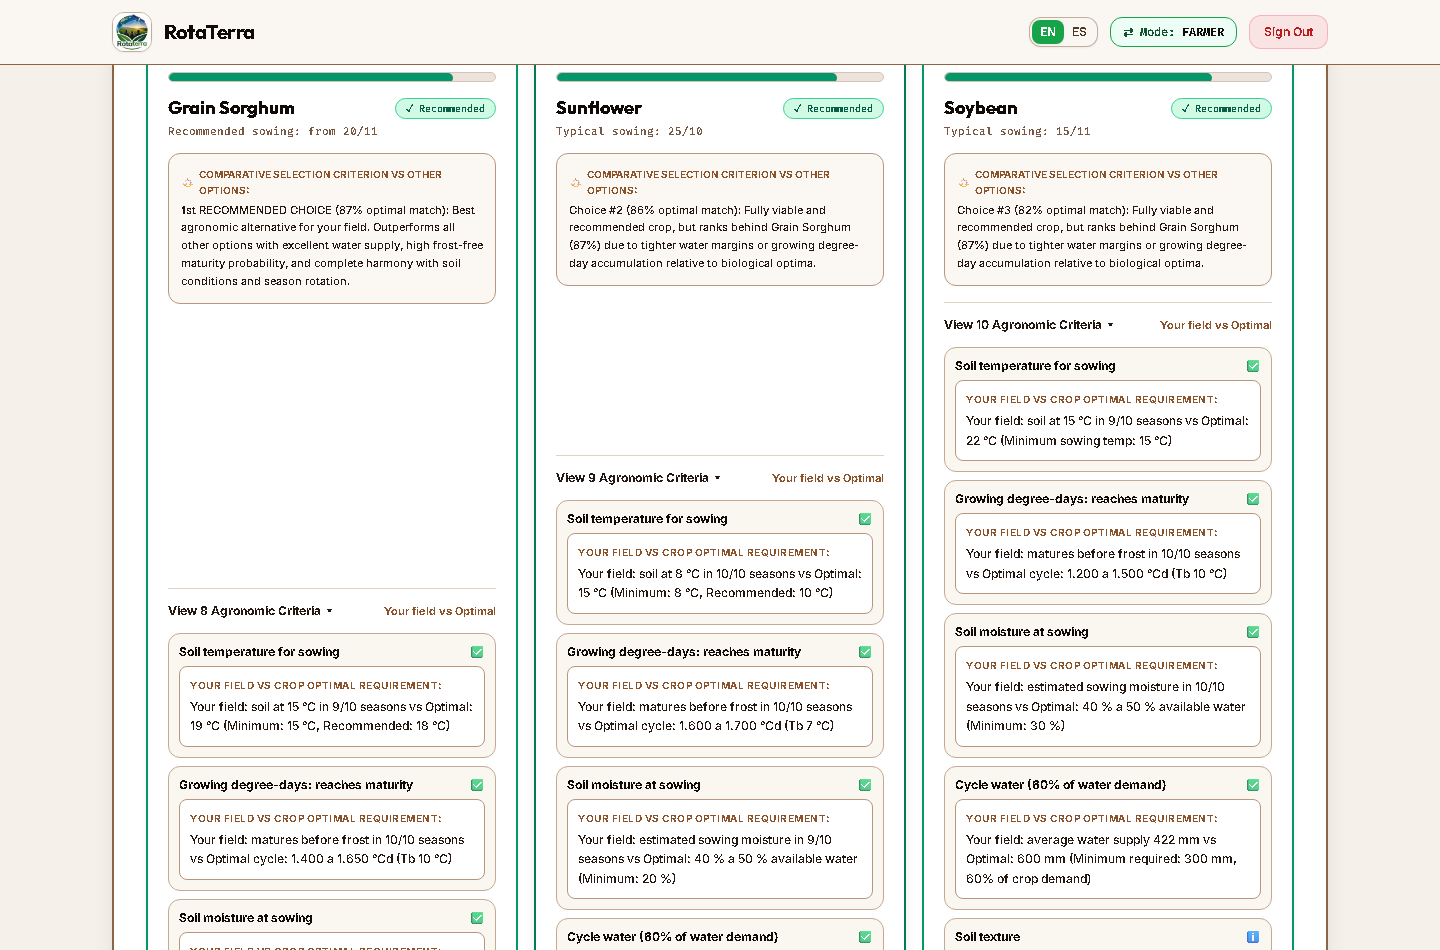 RotaTerra
RotaTerra
EN ES
⇄ Mode: FARMER
Sign Out
Grain Sorghum
✓ Recommended
Recommended sowing: from 20/11
COMPARATIVE SELECTION CRITERION VS OTHER
OPTIONS:
1st RECOMMENDED CHOICE (87% optimal match): Best
agronomic alternative for your field. Outperforms all
other options with excellent water supply, high frost-free
maturity probability, and complete harmony with soil
conditions and season rotation.
View 8 Agronomic Criteria ▾
Your field vs Optimal
Soil temperature for sowing
YOUR FIELD VS CROP OPTIMAL REQUIREMENT:
Your field: soil at 15 °C in 9/10 seasons vs Optimal:
19 °C (Minimum: 15 °C, Recommended: 18 °C)
Growing degree-days: reaches maturity
YOUR FIELD VS CROP OPTIMAL REQUIREMENT:
Your field: matures before frost in 10/10 seasons
vs Optimal cycle: 1.400 a 1.650 °Cd (Tb 10 °C)
Soil moisture at sowing
YOUR FIELD VS CROP OPTIMAL REQUIREMENT:
Sunflower
✓ Recommended
Typical sowing: 25/10
COMPARATIVE SELECTION CRITERION VS OTHER
OPTIONS:
Choice #2 (86% optimal match): Fully viable and
recommended crop, but ranks behind Grain Sorghum
(87%) due to tighter water margins or growing degree-
day accumulation relative to biological optima.
View 9 Agronomic Criteria ▾
Your field vs Optimal
Soil temperature for sowing
YOUR FIELD VS CROP OPTIMAL REQUIREMENT:
Your field: soil at 8 °C in 10/10 seasons vs Optimal:
15 °C (Minimum: 8 °C, Recommended: 10 °C)
Growing degree-days: reaches maturity
YOUR FIELD VS CROP OPTIMAL REQUIREMENT:
Your field: matures before frost in 10/10 seasons
vs Optimal cycle: 1.600 a 1.700 °Cd (Tb 7 °C)
Soil moisture at sowing
YOUR FIELD VS CROP OPTIMAL REQUIREMENT:
Your field: estimated sowing moisture in 9/10
seasons vs Optimal: 40 % a 50 % available water
(Minimum: 20 %)
Cycle water (60% of water demand)
Soybean
✓ Recommended
Typical sowing: 15/11
COMPARATIVE SELECTION CRITERION VS OTHER
OPTIONS:
Choice #3 (82% optimal match): Fully viable and
recommended crop, but ranks behind Grain Sorghum
(87%) due to tighter water margins or growing degree-
day accumulation relative to biological optima.
View 10 Agronomic Criteria ▾
Your field vs Optimal
Soil temperature for sowing
YOUR FIELD VS CROP OPTIMAL REQUIREMENT:
Your field: soil at 15 °C in 9/10 seasons vs Optimal:
22 °C (Minimum sowing temp: 15 °C)
Growing degree-days: reaches maturity
YOUR FIELD VS CROP OPTIMAL REQUIREMENT:
Your field: matures before frost in 10/10 seasons
vs Optimal cycle: 1.200 a 1.500 °Cd (Tb 10 °C)
Soil moisture at sowing
YOUR FIELD VS CROP OPTIMAL REQUIREMENT:
Your field: estimated sowing moisture in 10/10
seasons vs Optimal: 40 % a 50 % available water
(Minimum: 30 %)
Cycle water (60% of water demand)
YOUR FIELD VS CROP OPTIMAL REQUIREMENT:
Your field: average water supply 422 mm vs
Optimal: 600 mm (Minimum required: 300 mm,
60% of crop demand)
Soil texture